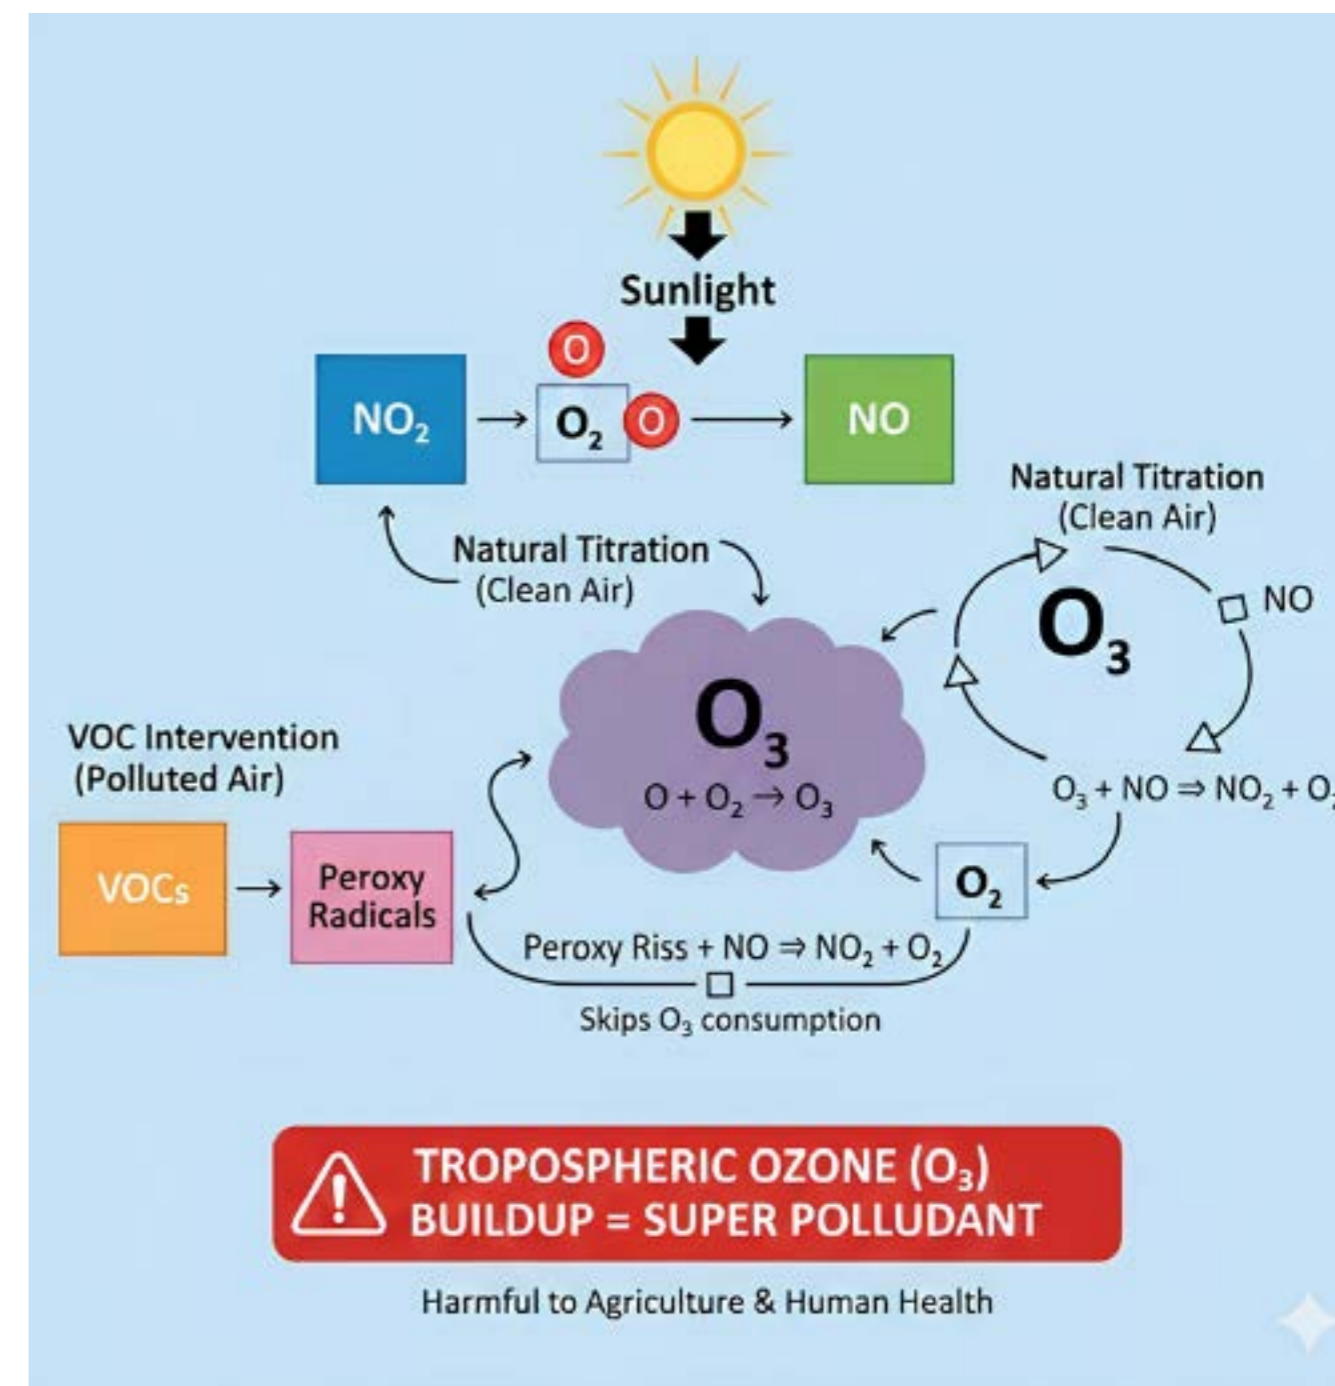 Sunlight
O
NO₂
O₂
O
NO
Natural Titration
(Clean Air)
Natural Titration
(Clean Air)
O₃
NO
O₃
O + O₂ → O₃
O₃ + NO ⇒ NO₂ + O₂
VOC Intervention
(Polluted Air)
VOCs
Peroxy
Radicals
O₂
Peroxy Riss + NO ⇒ NO₂ + O₂
Skips O₃ consumption
TROPOSPHERIC OZONE (O₃)
BUILDUP = SUPER POLLUDANT
Harmful to Agriculture & Human Health